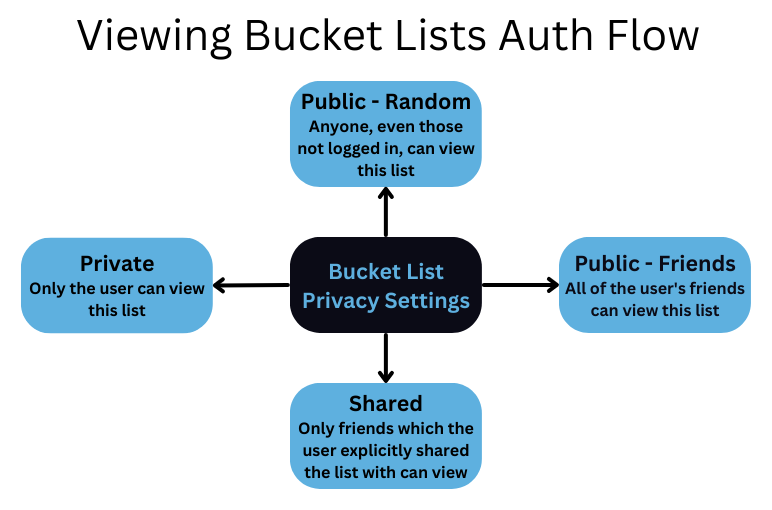 Viewing Bucket Lists Auth Flow
Public - Random
Anyone, even those
not logged in, can view
this list
Private
Only the user can view
this list
Bucket List
Privacy Settings
Public - Friends
All of the user's friends
can view this list
Shared
Only friends which the
user explicitly shared
the list with can view